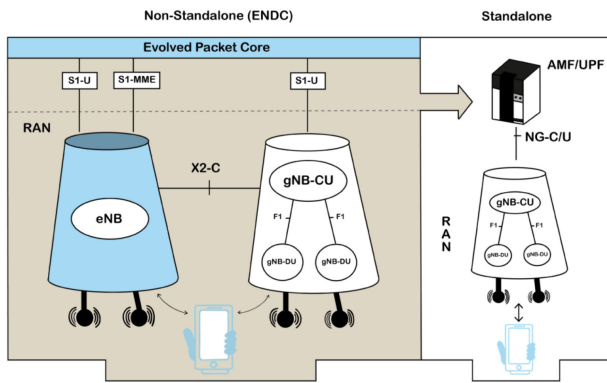 Non-Standalone (ENDC)
Standalone
Evolved Packet Core
S1-U
S1-MME
S1-U
AMF/UPF
RAN
NG-C/U
X2-C
eNB
gNB-CU
F1
F1
gNB-DU
gNB-DU
RAN
gNB-CU
F1
F1
gNB-DU
gNB-DU